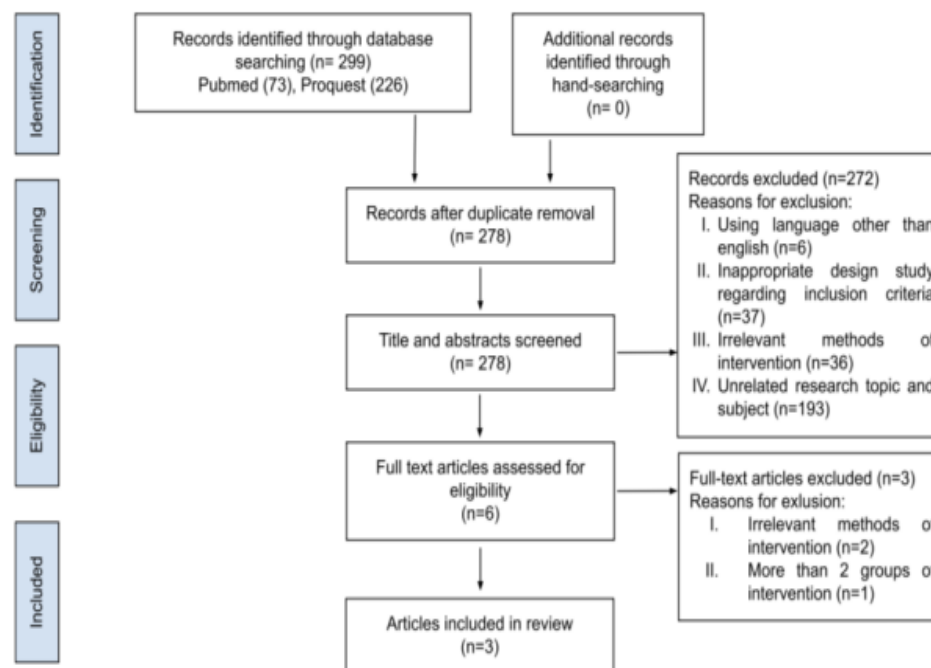 Identification
Records identified through database
searching (n= 299)
Pubmed (73), Proquest (226)
Additional records
identified through
hand-searching
(n= 0)
Screening
Records after duplicate removal
(n= 278)
Title and abstracts screened
(n= 278)
Records excluded (n=272)
Reasons for exclusion:
I. Using language other than
english (n=6)
II. Inappropriate design study
regarding inclusion criteria
(n=37)
III. Irrelevant methods of
intervention (n=36)
IV. Unrelated research topic and
subject (n=193)
Eligibility
Full text articles assessed for
eligibility
(n=6)
Full-text articles excluded (n=3)
Reasons for exlusion:
I. Irrelevant methods of
intervention (n=2)
II. More than 2 groups of
intervention (n=1)
Included
Articles included in review
(n=3)